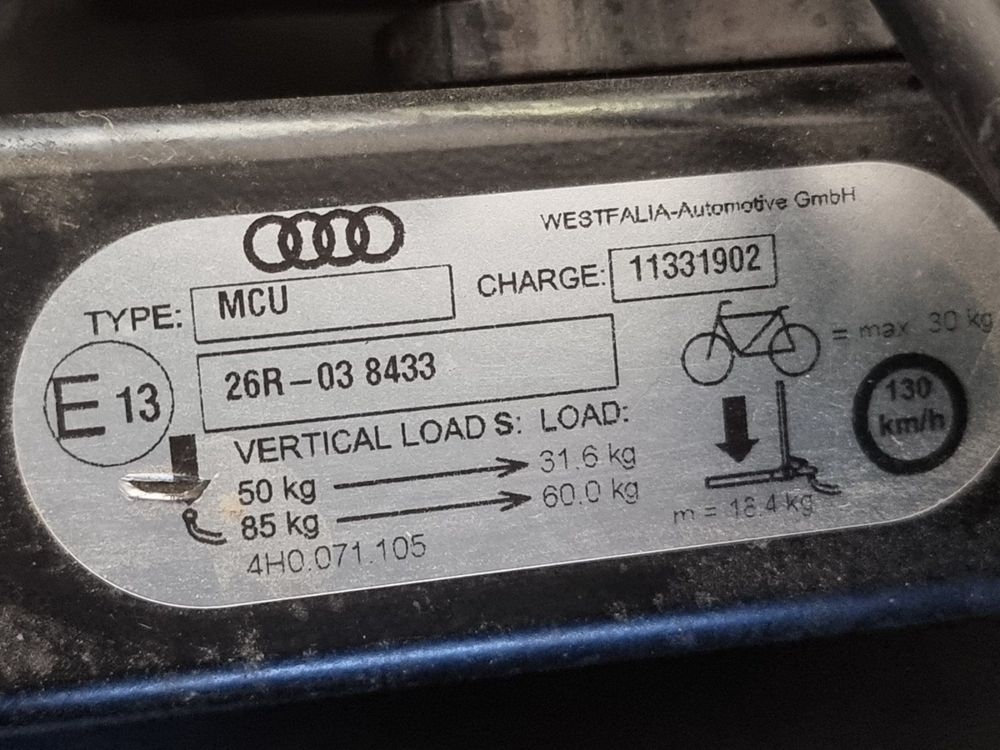 WESTFALIA-Automotive GmbH
TYPE: MCU
CHARGE: 11331902
E 13
26R-03 8433
= max 30 kg
130 km/h
VERTICAL LOAD S: LOAD:
50 kg 31.6 kg
85 kg 60.0 kg
m = 18.4 kg
4H0.071.105